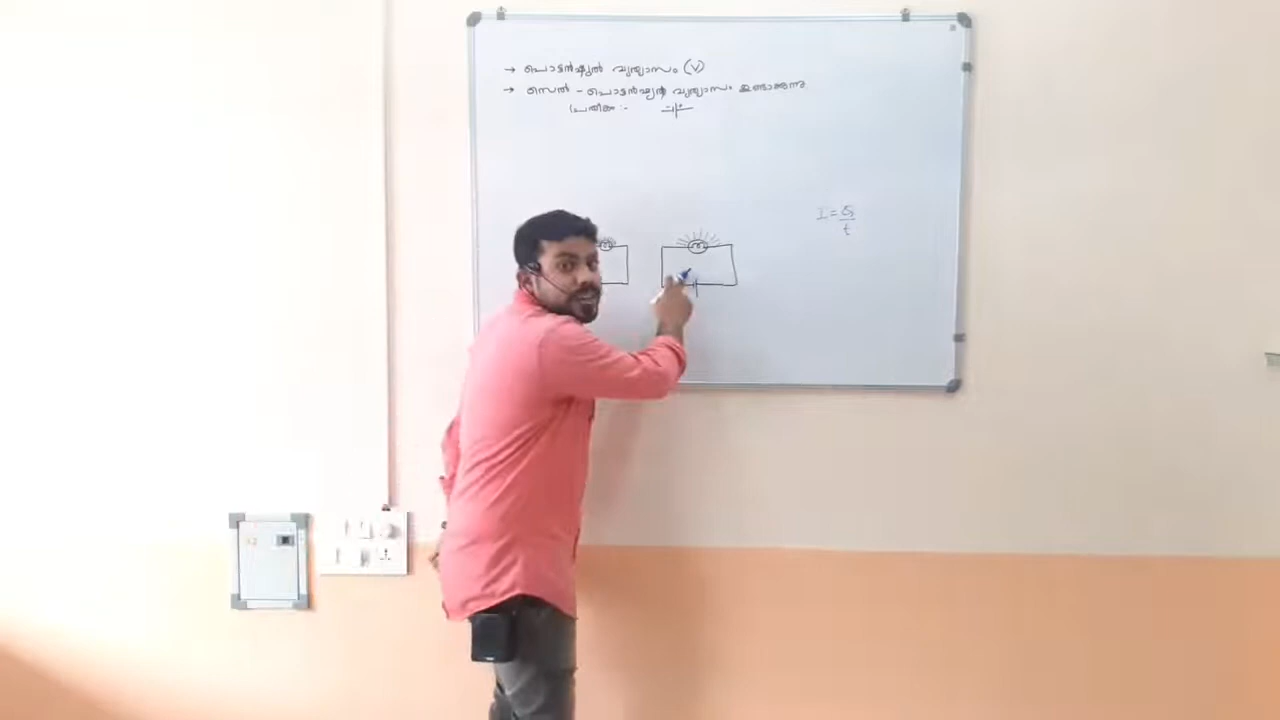 → പൊട്ടൻഷ്യൽ വ്യത്യാസം (V)
→ സെൽ - പൊട്ടൻഷ്യൽ വ്യത്യാസം ഉണ്ടാക്കുന്നു
പ്രതീകം :-
I = Q/t